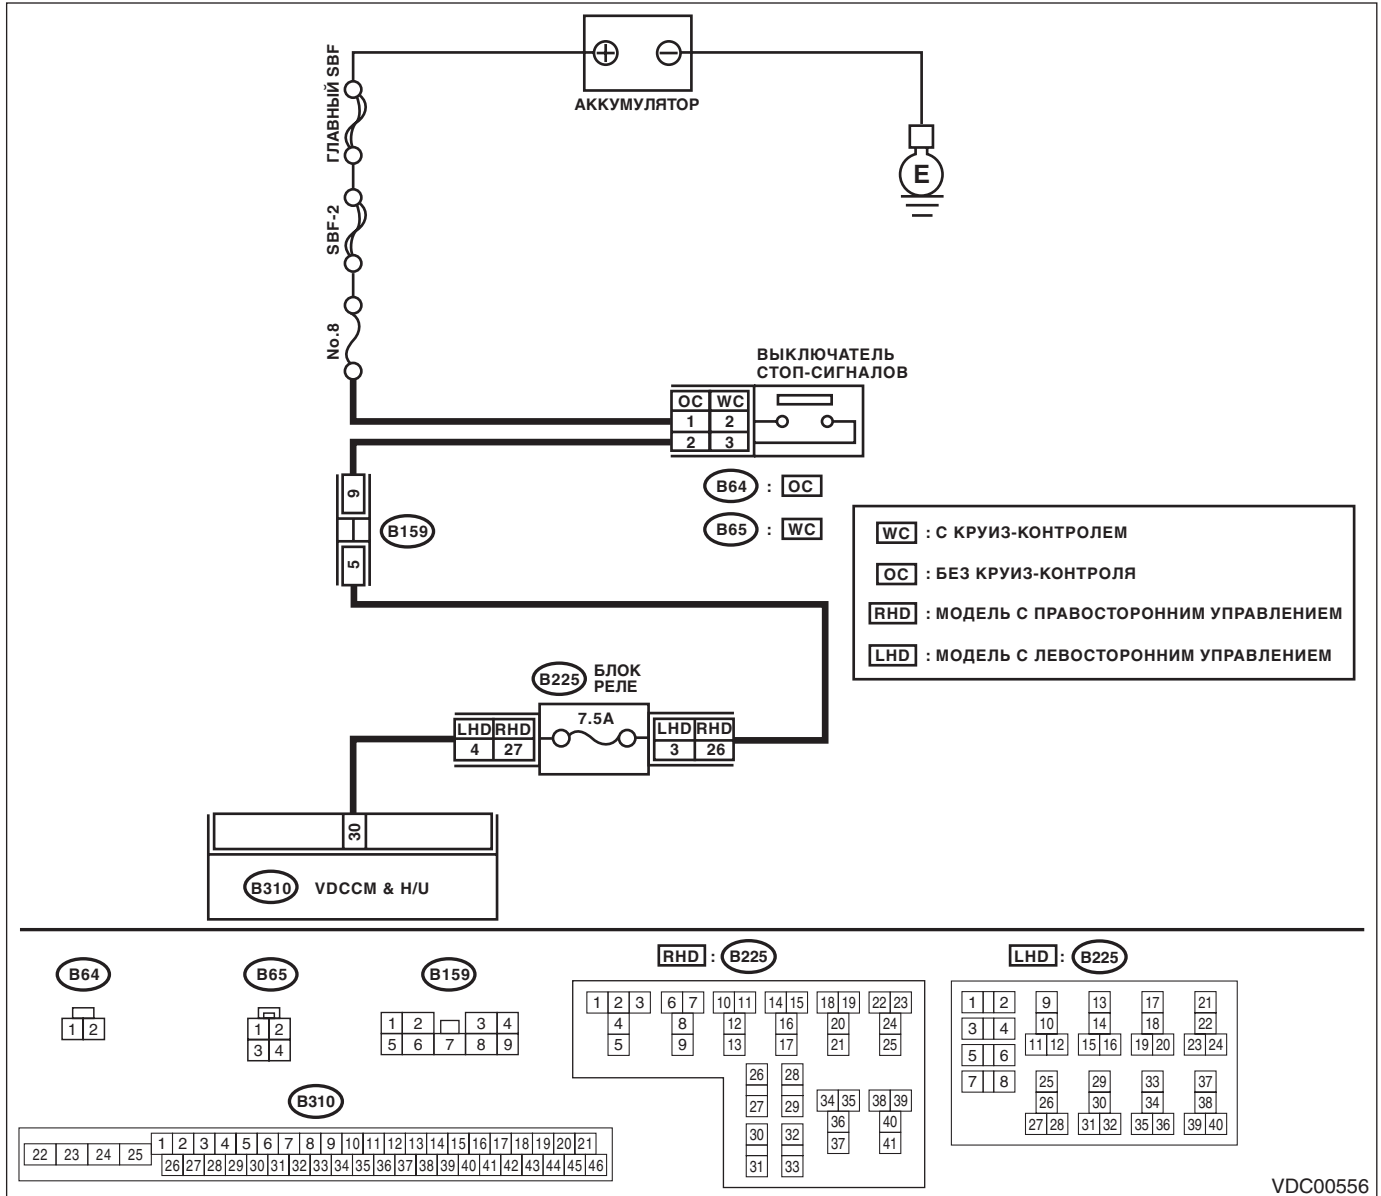 АККУМУЛЯТОР
ГЛАВНЫЙ SBF
E
SBF-2
No.8
ВЫКЛЮЧАТЕЛЬ
СТОП-СИГНАЛОВ
OC WC
1 2
2 3
B64 : OC
B65 : WC
9
B159
5
WC : С КРУИЗ-КОНТРОЛЕМ
OC : БЕЗ КРУИЗ-КОНТРОЛЯ
RHD : МОДЕЛЬ С ПРАВОСТОРОННИМ УПРАВЛЕНИЕМ
LHD : МОДЕЛЬ С ЛЕВОСТОРОННИМ УПРАВЛЕНИЕМ
B225 БЛОК
РЕЛЕ
7.5A
LHD RHD
4 27
LHD RHD
3 26
30
B310 VDCCM & H/U
B64
1 2
B65
1 2
3 4
B159
1 2 3 4
5 6 7 8 9
B310
1 2 3 4 5 6 7 8 9 10 11 12 13 14 15 16 17 18 19 20 21
22 23 24 25
26 27 28 29 30 31 32 33 34 35 36 37 38 39 40 41 42 43 44 45 46
RHD : B225
1 2 3 6 7 10 11 14 15 18 19 22 23
4 8 12 16 20 24
5 9 13 17 21 25
26 28
27 29
34 35 38 39
36 40
37 41
30 32
31 33
LHD : B225
1 2 9 13 17 21
3 4 10 14 18 22
5 6 11 12 15 16 19 20 23 24
7 8 25 29 33 37
26 30 34 38
27 28 31 32 35 36 39 40
VDC00556